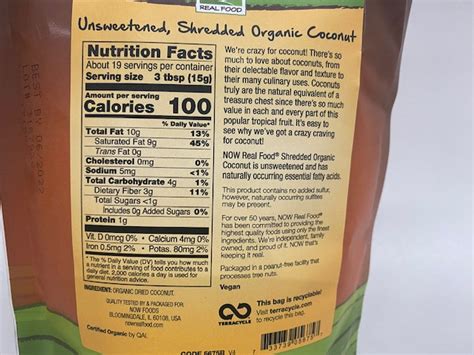 REAL FOOD
Unsweetened, Shredded Organic Coconut
Nutrition Facts
About 19 servings per container
Serving size 3 tbsp (15g)
Amount per serving
Calories 100
% Daily Value*
Total Fat 10g 13%
Saturated Fat 9g 45%
Trans Fat 0g
Cholesterol 0mg 0%
Sodium 5mg <1%
Total Carbohydrate 4g 1%
Dietary Fiber 3g 11%
Total Sugars <1g
Includes 0g Added Sugars 0%
Protein 1g
Vit. D 0mcg 0% • Calcium 4mg 0%
Iron 0.5mg 2% • Potas. 80mg 2%
* The % Daily Value (DV) tells you how much
a nutrient in a serving of food contributes to a
daily diet. 2,000 calories a day is used for
general nutrition advice.
INGREDIENT: ORGANIC DRIED COCONUT.
QUALITY TESTED BY & PACKAGED FOR
NOW FOODS
BLOOMINGDALE, IL 60108, USA
nowrealfood.com
Certified Organic by QAI.
We're crazy for coconut! There's so
much to love about coconuts, from
their delectable flavor and texture to
their many culinary uses. Coconuts
truly are the natural equivalent of a
treasure chest since there's so much
value in each and every part of this
popular tropical fruit. It's easy to
see why we've got a crazy craving
for coconut!
NOW Real Food® Shredded Organic
Coconut is unsweetened and has
naturally occurring essential fatty acids.
This product contains no added sulfur,
however, naturally occurring sulfites
may be present.
For over 50 years, NOW Real Food®
has been committed to providing the
highest quality foods using only the finest
ingredients. We're independent, family
owned, and proud of it. NOW that's
keeping it real.
Packaged in a peanut-free facility that
processes tree nuts.
Vegan
TERRACYCLE
This bag is recyclable!
Visit terracycle.com
to recycle this bag.
CODE 5675B